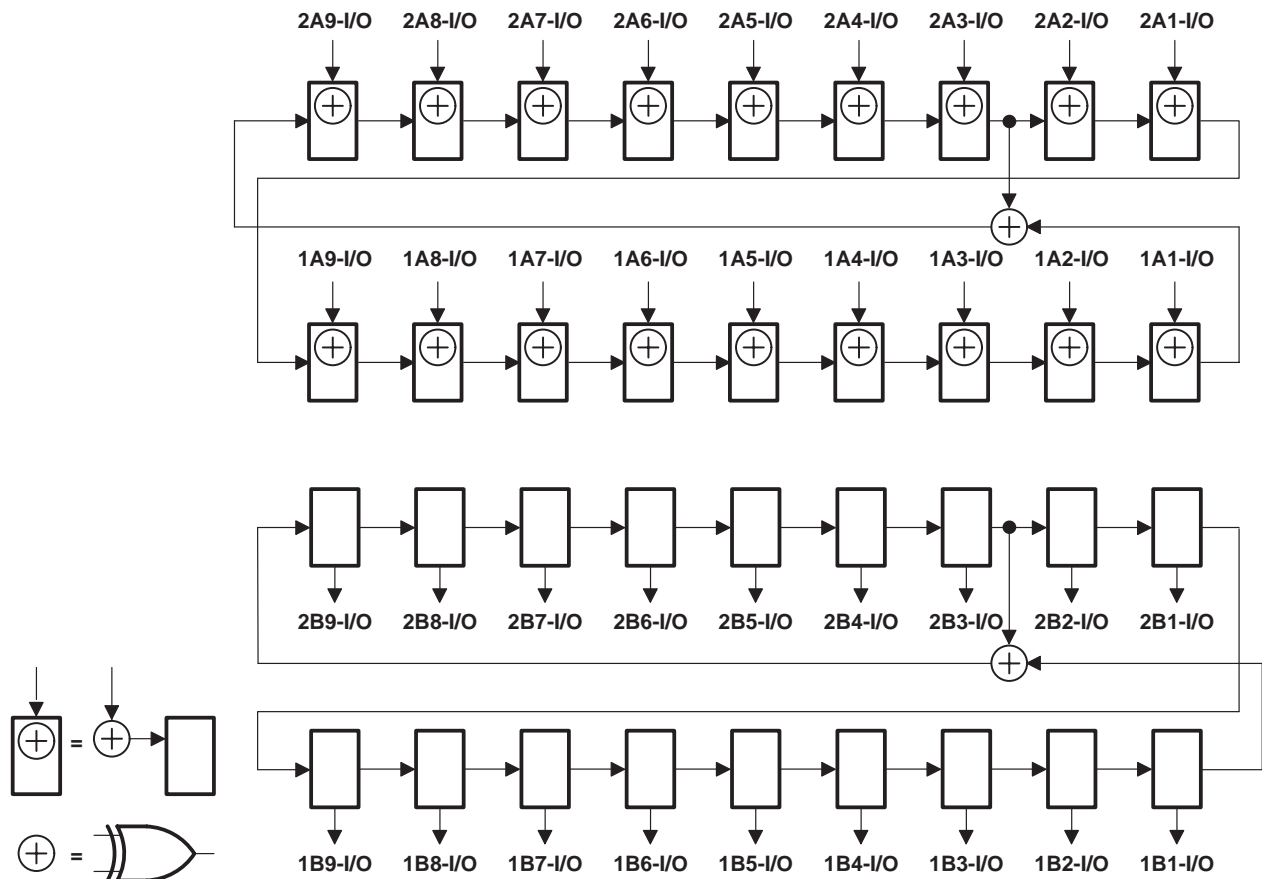 2A9-I/O 2A8-I/O 2A7-I/O 2A6-I/O 2A5-I/O 2A4-I/O 2A3-I/O 2A2-I/O 2A1-I/O
1A9-I/O 1A8-I/O 1A7-I/O 1A6-I/O 1A5-I/O 1A4-I/O 1A3-I/O 1A2-I/O 1A1-I/O
2B9-I/O 2B8-I/O 2B7-I/O 2B6-I/O 2B5-I/O 2B4-I/O 2B3-I/O 2B2-I/O 2B1-I/O
=
=
1B9-I/O 1B8-I/O 1B7-I/O 1B6-I/O 1B5-I/O 1B4-I/O 1B3-I/O 1B2-I/O 1B1-I/O